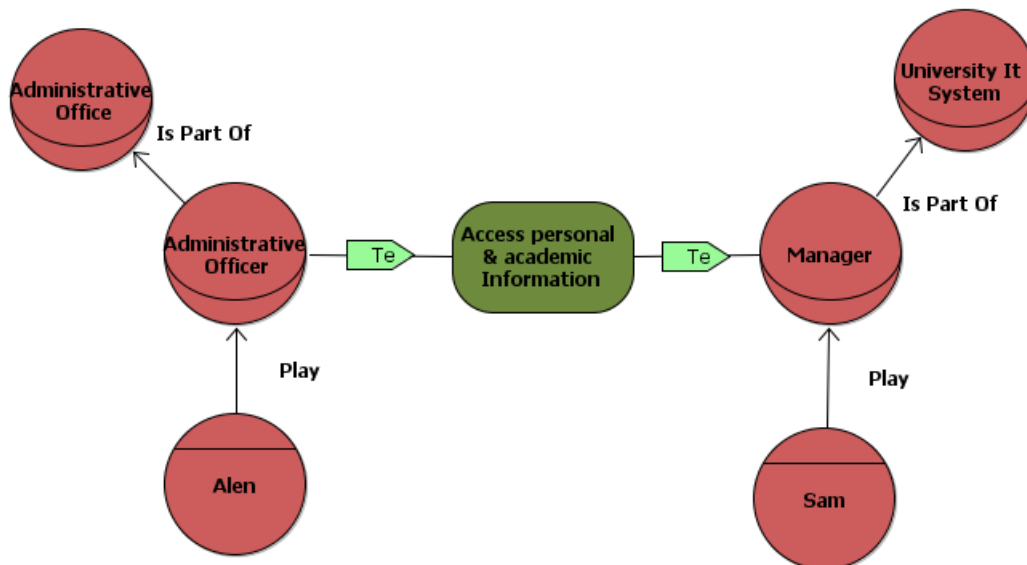 Administrative
Office
University It
System
Is Part Of
Is Part Of
Administrative
Officer
Te
Access personal
& academic
Information
Te
Manager
Play
Play
Alen
Sam